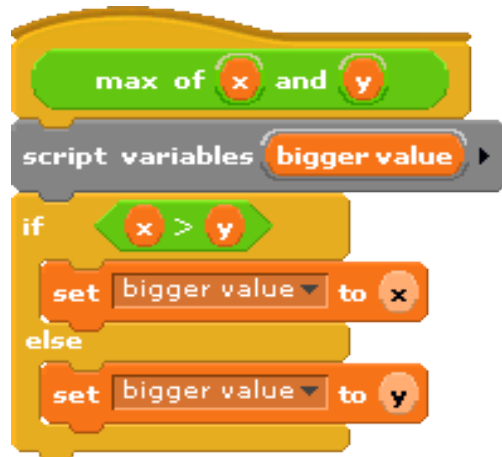 max of x and y
script variables bigger value
if x > y
set bigger value to x
else
set bigger value to y